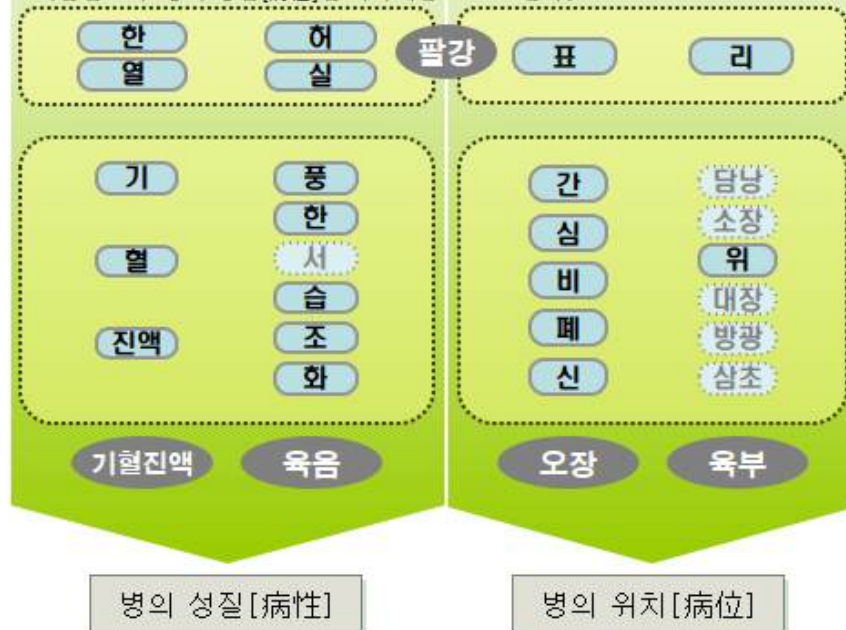 한 허
열 실
팔강
표 리
기 풍
한
혈 서
습
진액 조
화
간 담낭
심 소장
비 위
폐 대장
신 방광
삼초
기혈진액 육음
오장 육부
병의 성질[病性]
병의 위치[病位]